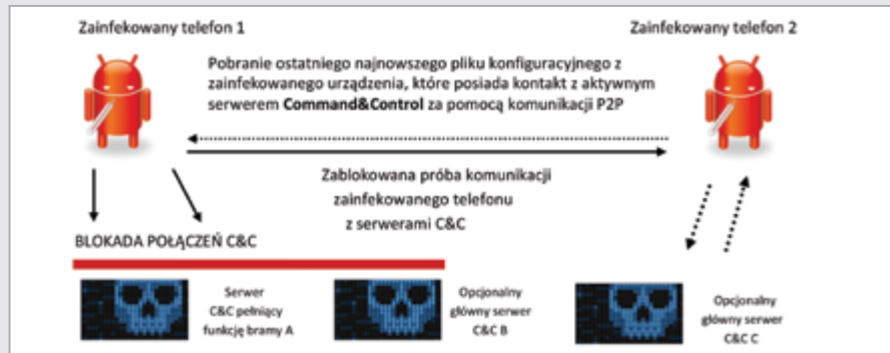 Zainfekowany telefon 1
Zainfekowany telefon 2
Pobranie ostatniego najnowszego pliku konfiguracyjnego z
zainfekowanego urządzenia, które posiada kontakt z aktywnym
serwerem Command&Control za pomocą komunikacji P2P
Zablokowana próba komunikacji
zainfekowanego telefonu
z serwerami C&C
BLOKADA POŁĄCZEŃ C&C
Serwer
C&C pełniący
funkcję bramy A
Opcjonalny
główny serwer
C&C B
Opcjonalny
główny serwer
C&C C